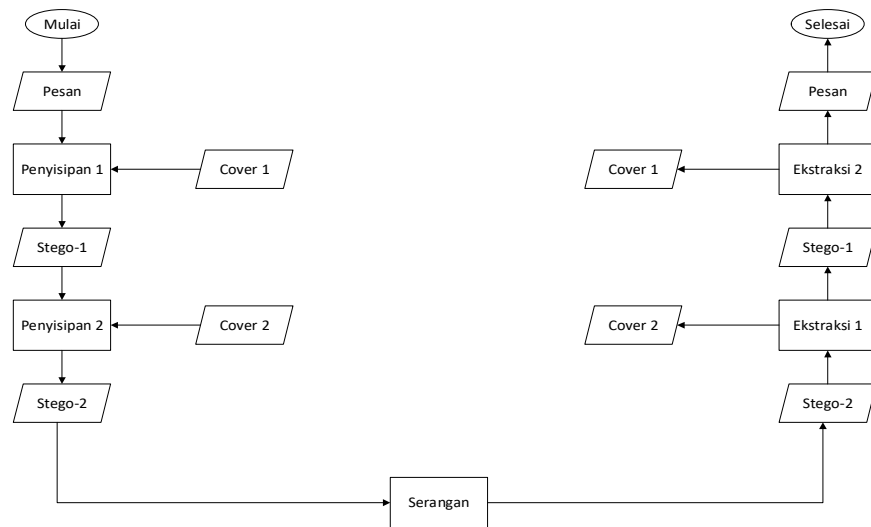 Mulai
Pesan
Penyisipan 1
Cover 1
Stego-1
Penyisipan 2
Cover 2
Stego-2
Serangan
Stego-2
Ekstraksi 1
Cover 2
Stego-1
Ekstraksi 2
Cover 1
Pesan
Selesai